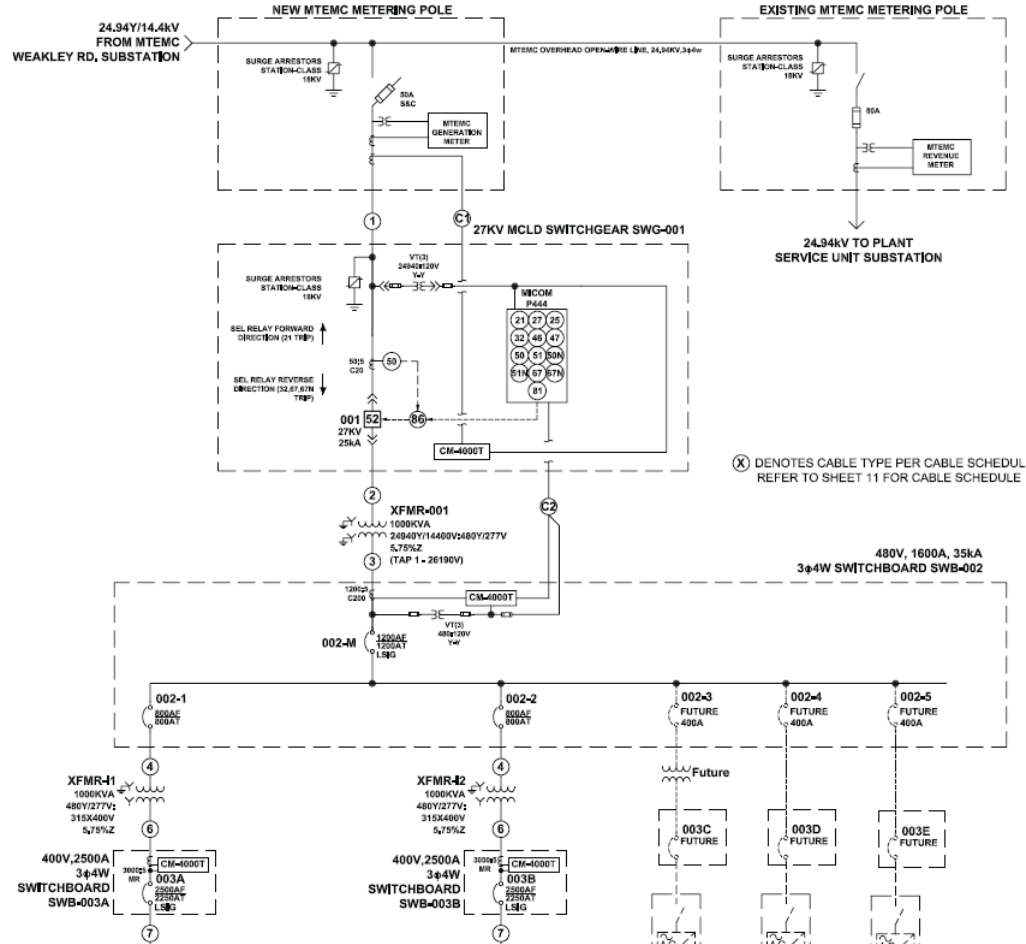 NEW MTEMC METERING POLE
EXISTING MTEMC METERING POLE
24.94Y/14.4kV
FROM MTEMC
WEAKLEY RD. SUBSTATION
SURGE ARRESTORS
STATION-CLASS
18KV
50A
S&C
MTEMC
GENERATION
METER
MTEMC OVERHEAD OPEN-WIRE LINE, 24.94KV,3ϕ4w
SURGE ARRESTORS
STATION-CLASS
18KV
80A
MTEMC
REVENUE
METER
24.94kV TO PLANT
SERVICE UNIT SUBSTATION
1
C1
27KV MCLD SWITCHGEAR SWG-001
SURGE ARRESTORS
STATION-CLASS
18KV
VT(3)
24940:120V
Y-Y
MICOM
P444
21 27 25
32 46 47
50 51 50N
51N 67 67N
81
SEL RELAY FORWARD
DIRECTION (21 TRIP)
50:5
C20
50
SEL RELAY REVERSE
DIRECTION (32,67,67N
TRIP)
001 52
27KV
25kA
86
CM-4000T
X DENOTES CABLE TYPE PER CABLE SCHEDUL
REFER TO SHEET 11 FOR CABLE SCHEDULE
2
C2
XFMR-001
1000KVA
24940Y/14400V:480Y/277V
5.75%Z
(TAP 1 - 26190V)
3
480V, 1600A, 35kA
3ϕ4W SWITCHBOARD SWB-002
1200:5
C200
CM-4000T
VT(3)
480:120V
Y-Y
002-M
1200AF
1200AT
LSIG
002-1
800AF
800AT
002-2
800AF
800AT
002-3
FUTURE
400A
002-4
FUTURE
400A
002-5
FUTURE
400A
4
XFMR-I1
1000KVA
480Y/277V:
315X400V
5.75%Z
6
4
XFMR-I2
1000KVA
480Y/277V:
315X400V
5.75%Z
6
Future
003C
FUTURE
003D
FUTURE
003E
FUTURE
400V,2500A
3ϕ4W
SWITCHBOARD
SWB-003A
3000:5
MR
CM-4000T
003A
2500AF
2250AT
LSIG
7
400V,2500A
3ϕ4W
SWITCHBOARD
SWB-003B
3000:5
MR
CM-4000T
003B
2500AF
2250AT
LSIG
7